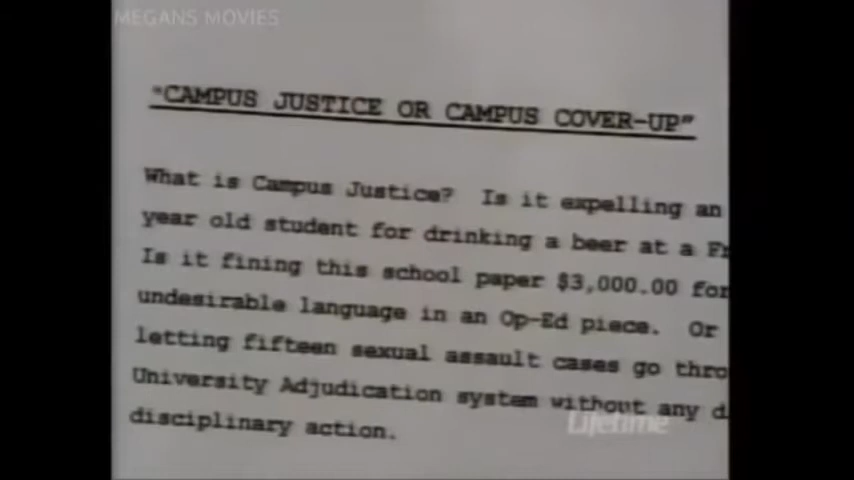 MEGANS MOVIES
"CAMPUS JUSTICE OR CAMPUS COVER-UP"
What is Campus Justice? Is it expelling an
year old student for drinking a beer at a Fr
Is it fining this school paper $3,000.00 for
undesirable language in an Op-Ed piece. Or
letting fifteen sexual assault cases go thro
University Adjudication system without any d
disciplinary action.
Lifetime